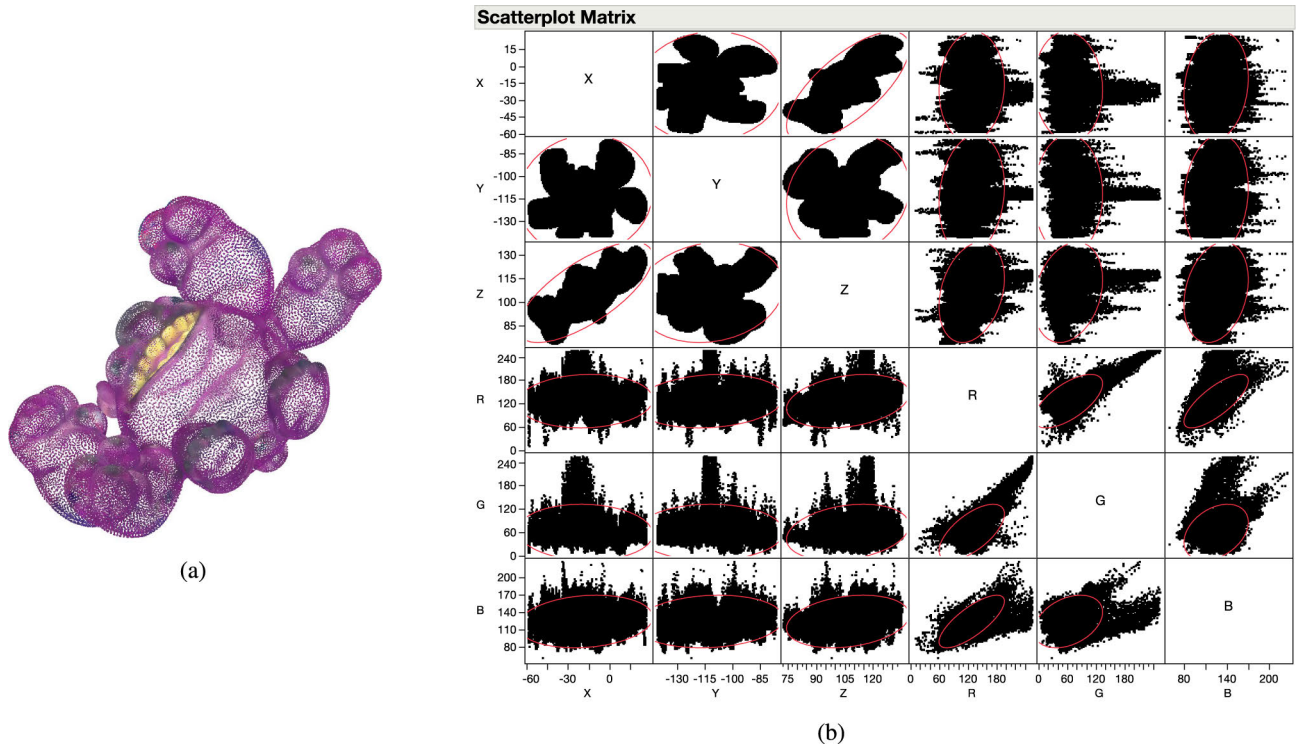 Scatterplot Matrix
X 15 0 -15 -30 -45 -60 X
Y -85 -100 -115 -130 Y
Z 130 115 100 85 Z
R 240 180 120 60 0 R
G 240 180 120 60 0 G
B 200 170 140 110 80 B
-60 -30 0 -130 -100 -85 75 90 105 120 0 60 120 180 0 60 120 180 80 140 200
X Y Z R G B
(a)
(b)